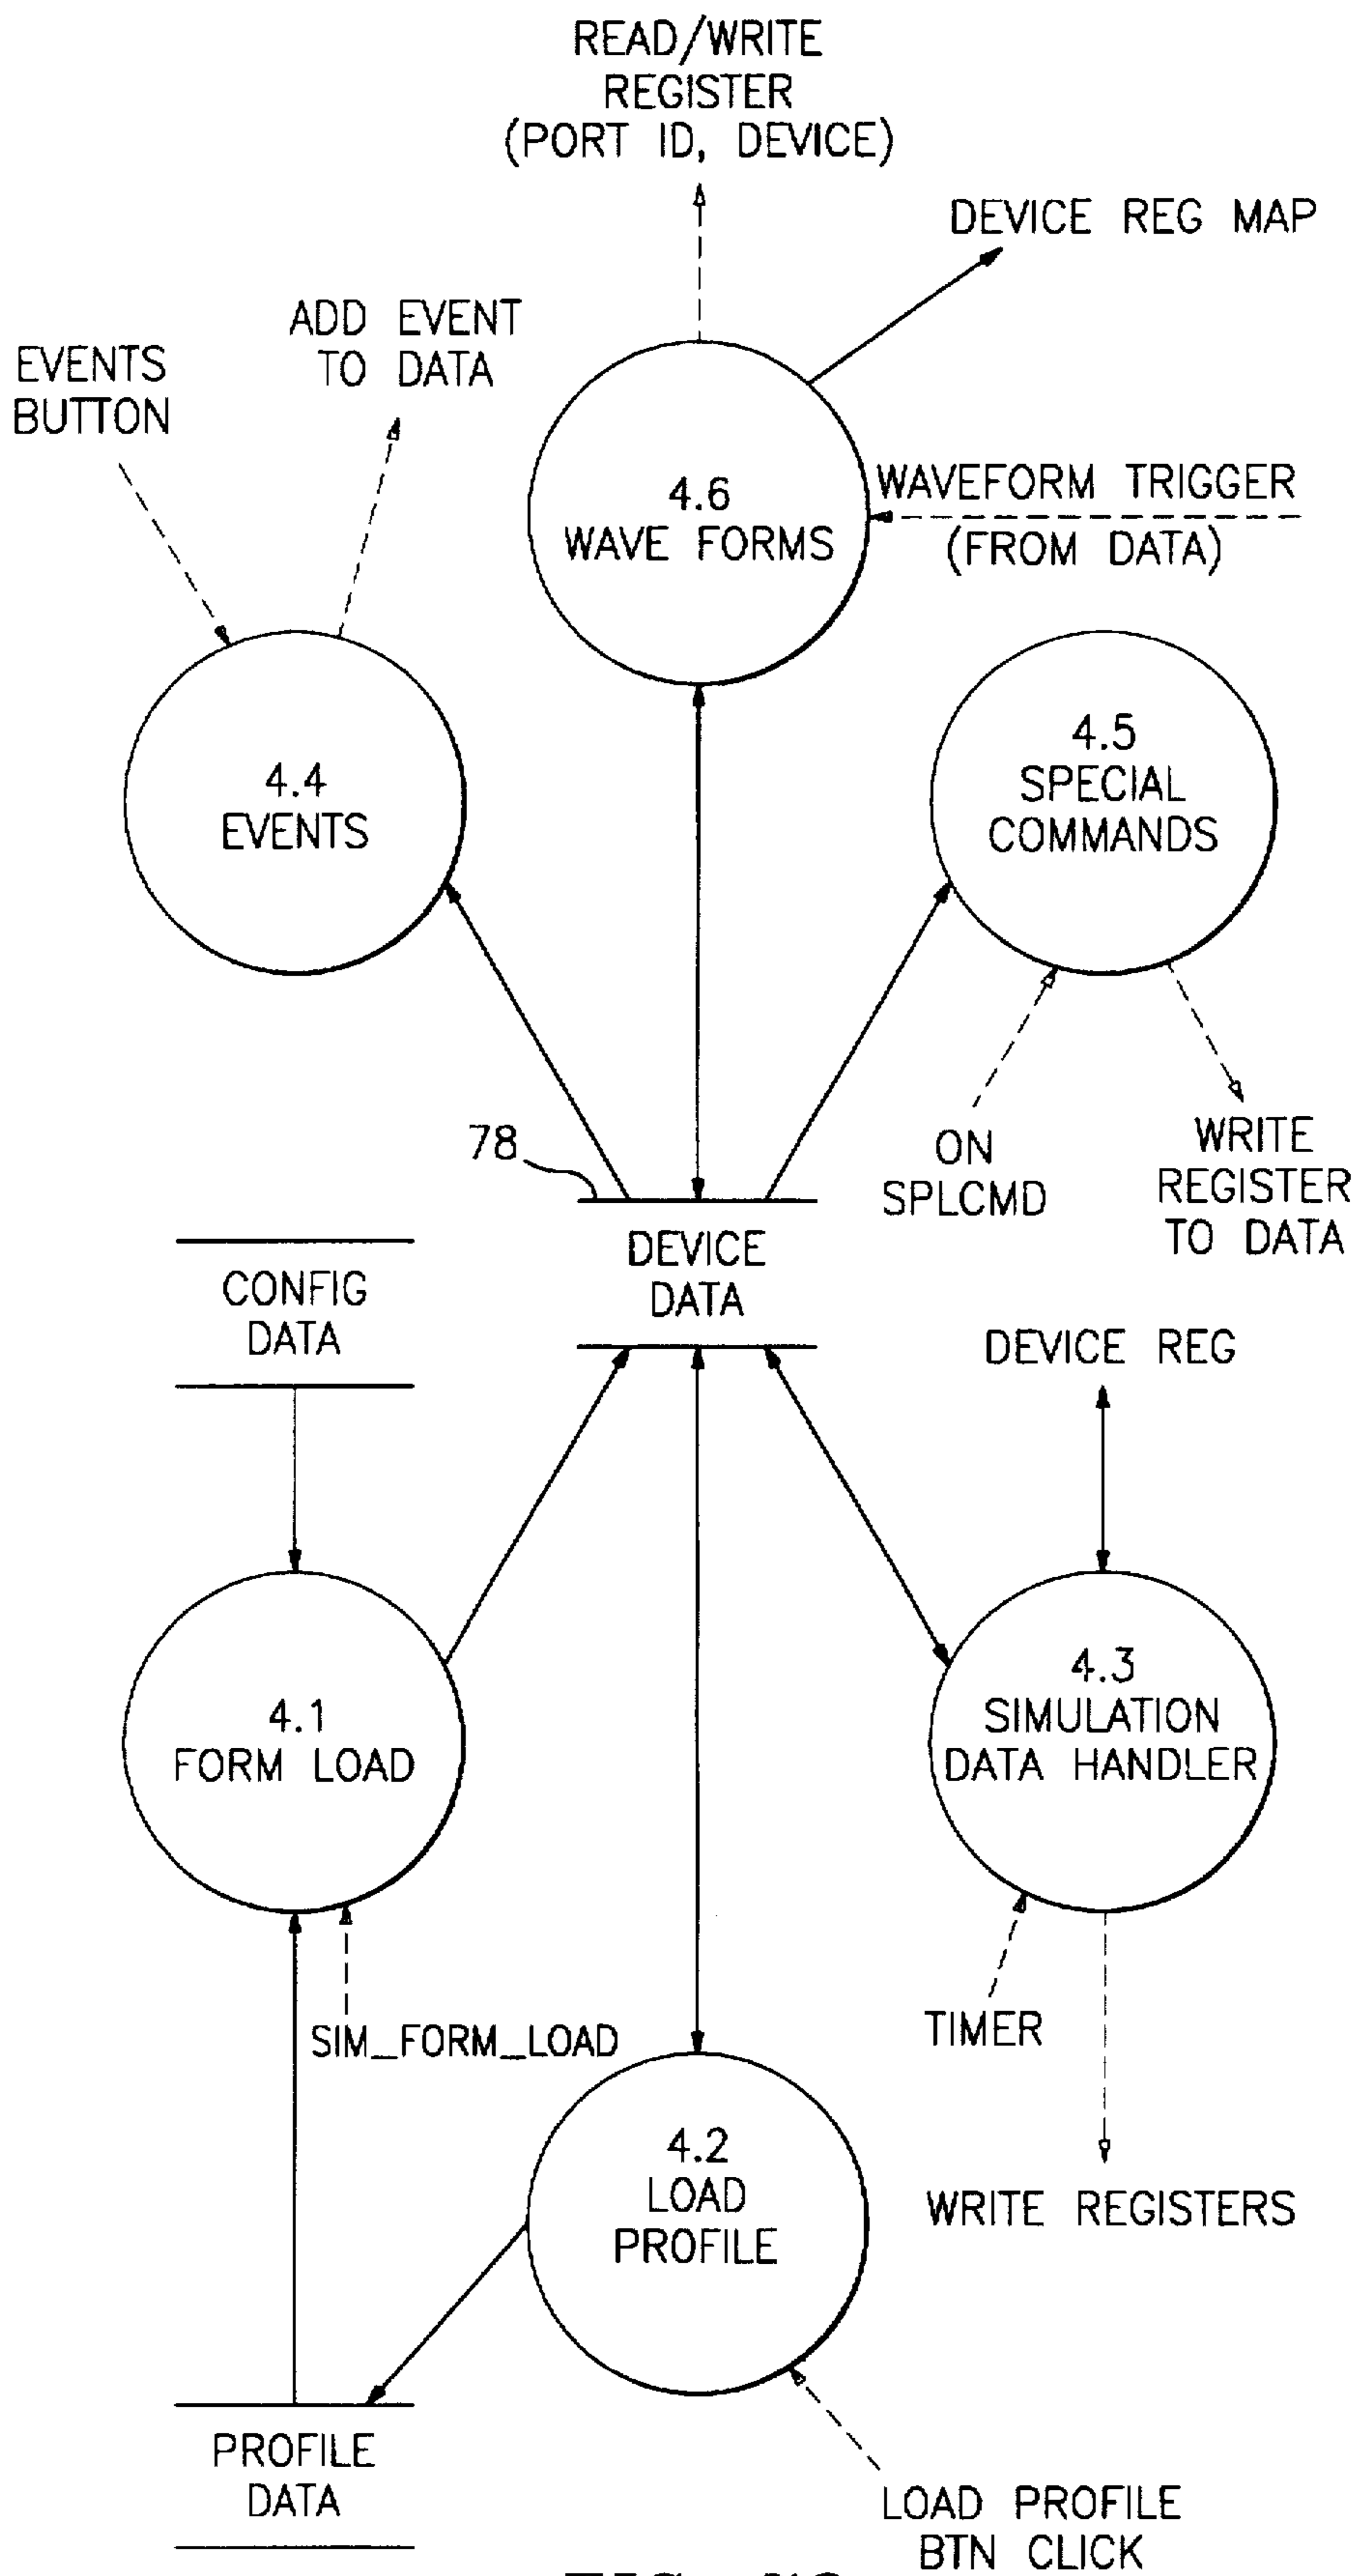 READ/WRITE
REGISTER
(PORT ID, DEVICE)
DEVICE REG MAP
ADD EVENT
TO DATA
EVENTS
BUTTON
4.6
WAVE FORMS
WAVEFORM TRIGGER
(FROM DATA)
4.4
EVENTS
4.5
SPECIAL
COMMANDS
78
ON
SPLCMD
WRITE
REGISTER
TO DATA
DEVICE
DATA
CONFIG
DATA
DEVICE REG
4.1
FORM LOAD
4.3
SIMULATION
DATA HANDLER
SIM_FORM_LOAD
TIMER
4.2
LOAD
PROFILE
WRITE REGISTERS
PROFILE
DATA
LOAD PROFILE
BTN CLICK